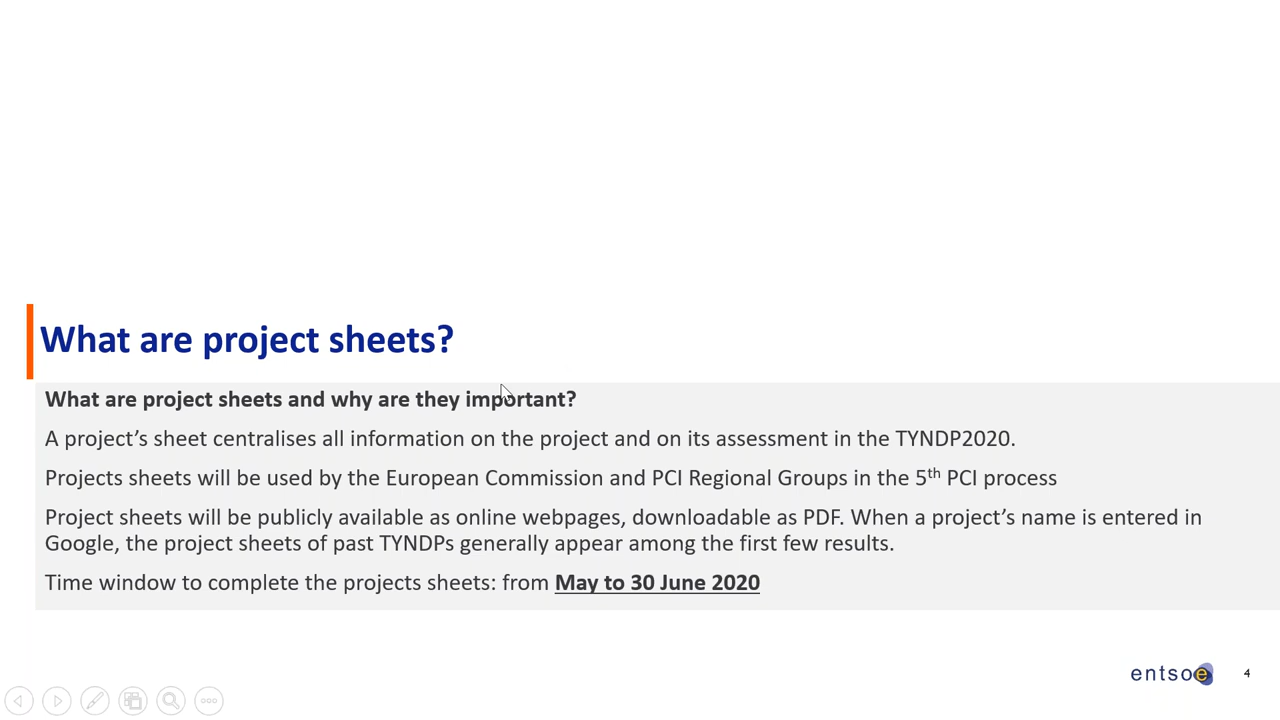 What are project sheets?
What are project sheets and why are they important?
A project’s sheet centralises all information on the project and on its assessment in the TYNDP2020.
Projects sheets will be used by the European Commission and PCI Regional Groups in the 5th PCI process
Project sheets will be publicly available as online webpages, downloadable as PDF. When a project’s name is entered in
Google, the project sheets of past TYNDPs generally appear among the first few results.
Time window to complete the projects sheets: from May to 30 June 2020
entsoe
4